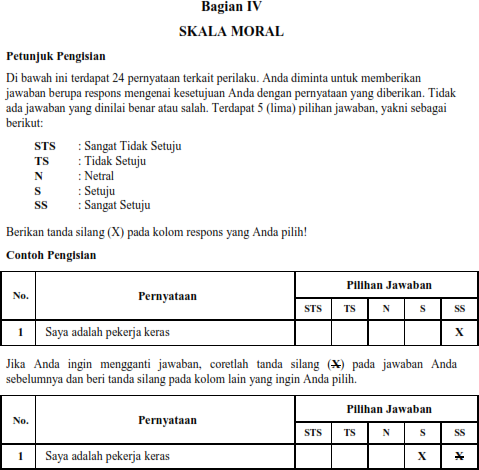 Bagian IV
SKALA MORAL
Petunjuk Pengisian
Di bawah ini terdapat 24 pernyataan terkait perilaku. Anda diminta untuk memberikan
jawaban berupa respons mengenai kesetujuan Anda dengan pernyataan yang diberikan. Tidak
ada jawaban yang dinilai benar atau salah. Terdapat 5 (lima) pilihan jawaban, yakni sebagai
berikut:
STS : Sangat Tidak Setuju
TS : Tidak Setuju
N : Netral
S : Setuju
SS : Sangat Setuju
Berikan tanda silang (X) pada kolom respons yang Anda pilih!
Contoh Pengisian
No. Pernyataan Pilihan Jawaban
STS TS N S SS
1 Saya adalah pekerja keras X
Jika Anda ingin mengganti jawaban, coretlah tanda silang (X) pada jawaban Anda
sebelumnya dan beri tanda silang pada kolom lain yang ingin Anda pilih.
No. Pernyataan Pilihan Jawaban
STS TS N S SS
1 Saya adalah pekerja keras X X